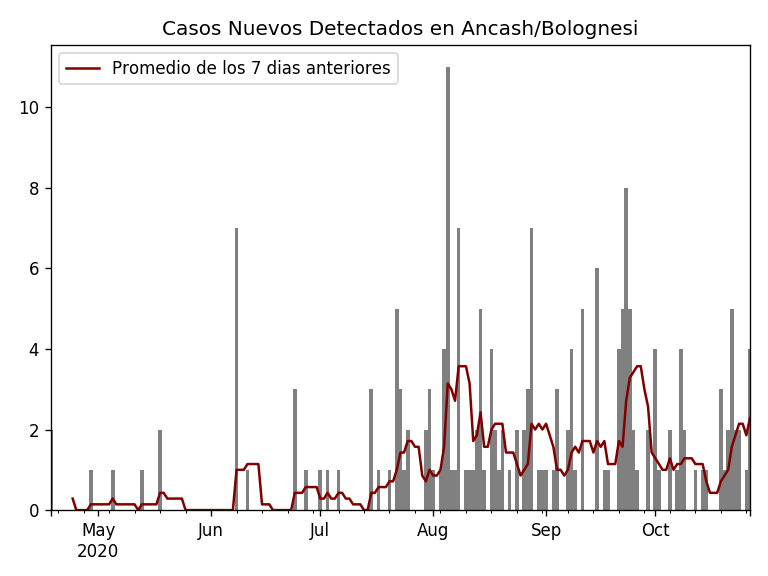 Casos Nuevos Detectados en Ancash/Bolognesi
Promedio de los 7 dias anteriores
10
8
6
4
2
0
May Jun Jul Aug Sep Oct
2020